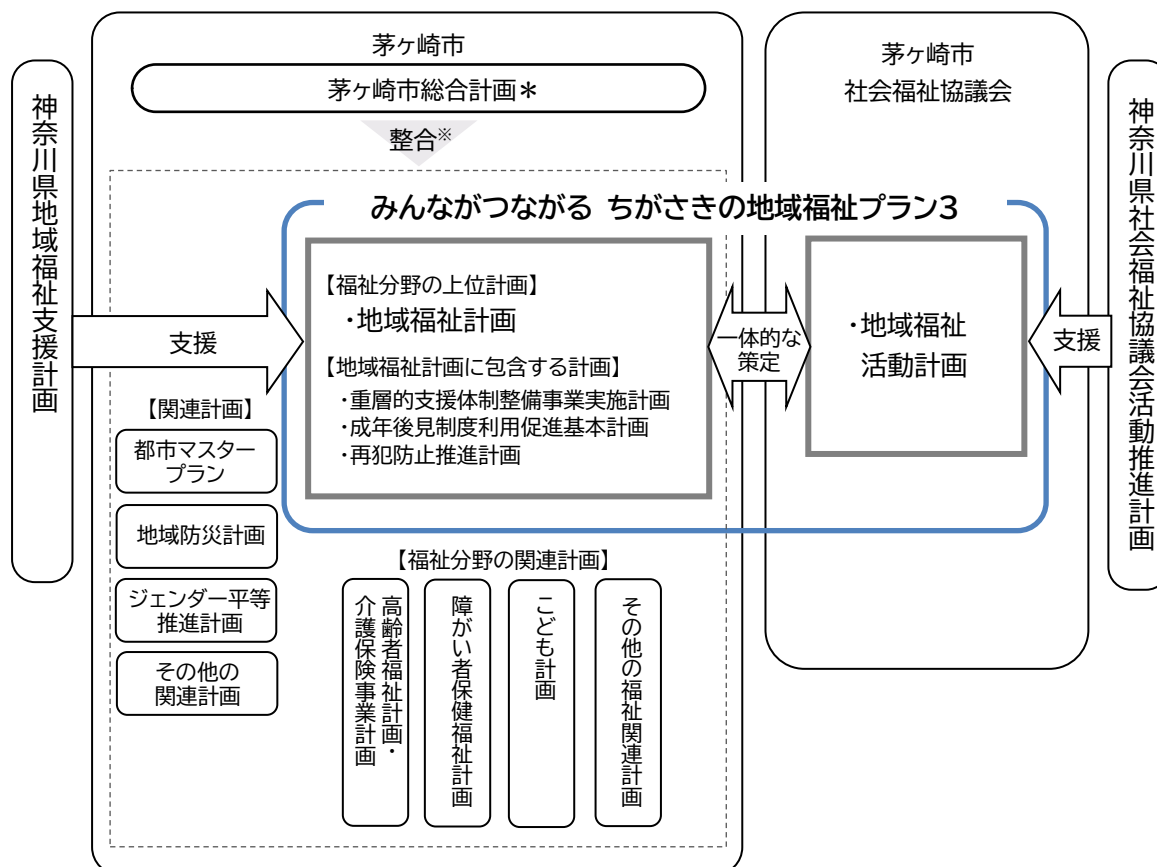 茅ヶ崎市
茅ヶ崎市総合計画＊
整合※
神奈川県地域福祉支援計画
支援
みんながつながる ちがさきの地域福祉プラン3
【福祉分野の上位計画】
・地域福祉計画
【地域福祉計画に包含する計画】
・重層的支援体制整備事業実施計画
・成年後見制度利用促進基本計画
・再犯防止推進計画
一体的な
策定
茅ヶ崎市
社会福祉協議会
・地域福祉
活動計画
支援
神奈川県社会福祉協議会活動推進計画
【関連計画】
都市マスター
プラン
地域防災計画
ジェンダー平等
推進計画
その他の
関連計画
【福祉分野の関連計画】
高齢者福祉計画・
介護保険事業計画
障がい者保健福祉計画
こども計画
その他の福祉関連計画